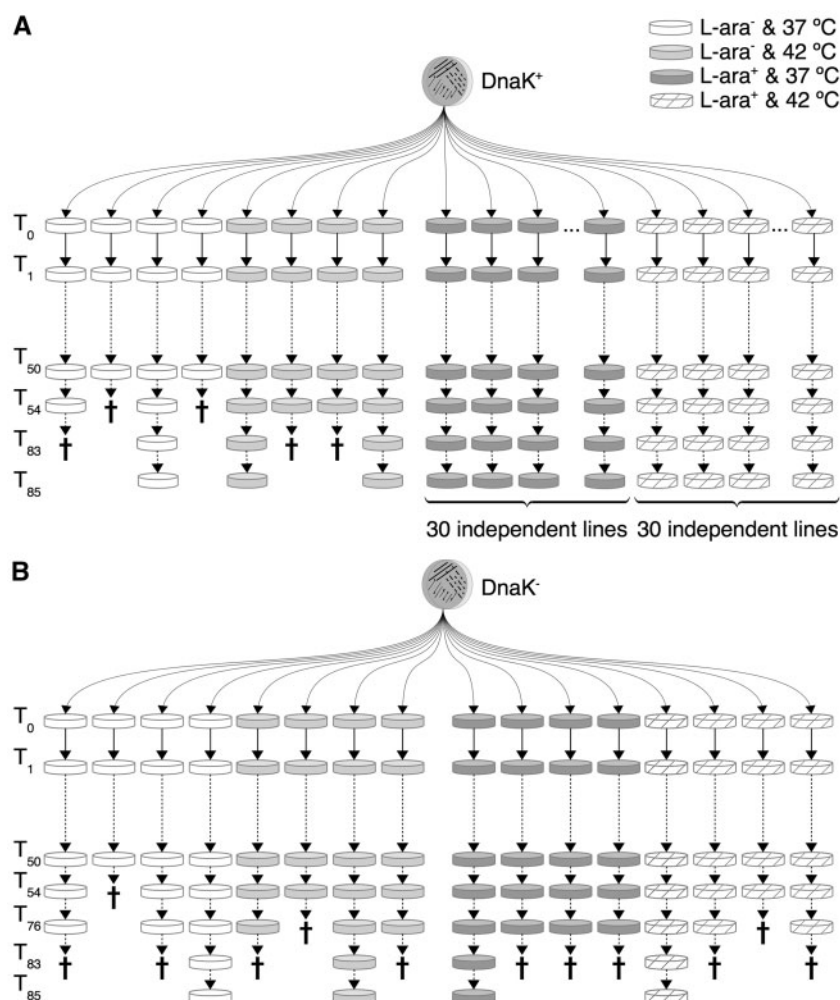 A
L-ara⁻ & 37 ºC
L-ara⁻ & 42 ºC
L-ara⁺ & 37 ºC
L-ara⁺ & 42 ºC
DnaK⁺
T₀
... ...
T₁
T₅₀
T₅₄
T₈₃
T₈₅
30 independent lines 30 independent lines
B
DnaK⁻
T₀
T₁
T₅₀
T₅₄
T₇₆
T₈₃
T₈₅